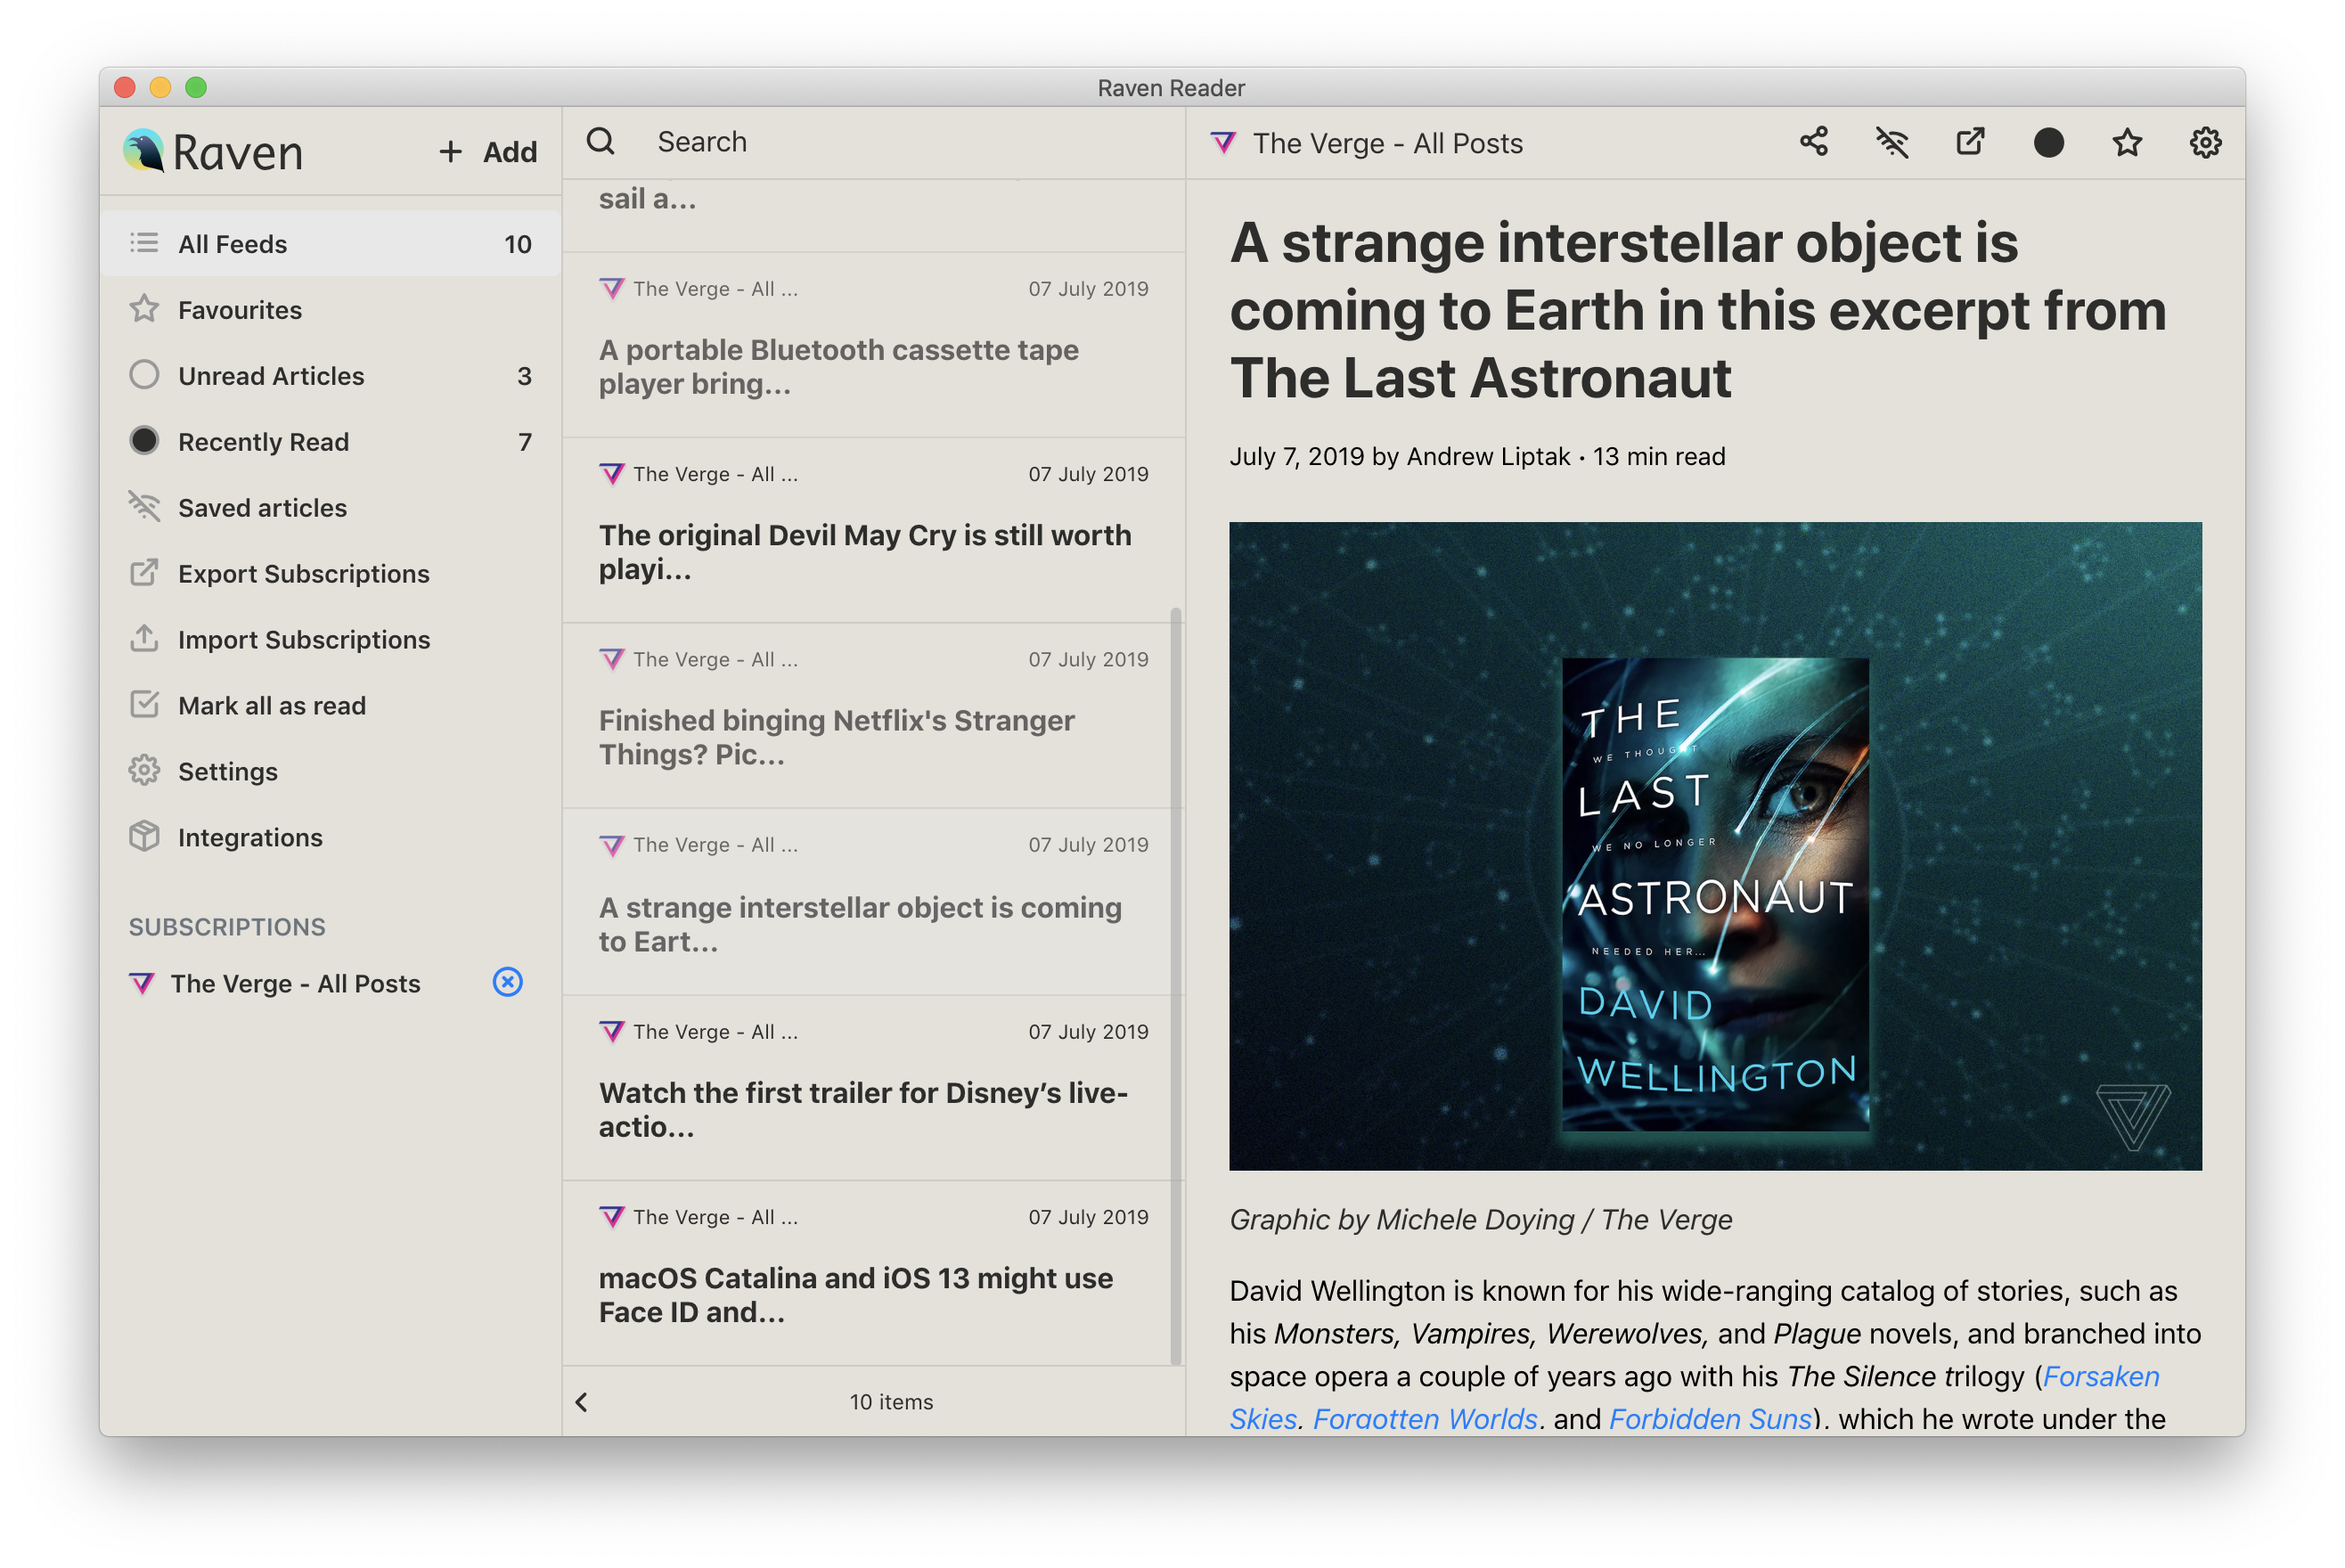 Raven Reader
Raven
+ Add
All Feeds 10
Favourites
Unread Articles 3
Recently Read 7
Saved articles
Export Subscriptions
Import Subscriptions
Mark all as read
Settings
Integrations
SUBSCRIPTIONS
The Verge - All Posts
Search
sail a...
The Verge - All ... 07 July 2019
A portable Bluetooth cassette tape
player bring...
The Verge - All ... 07 July 2019
The original Devil May Cry is still worth
playi...
The Verge - All ... 07 July 2019
Finished binging Netflix's Stranger
Things? Pic...
The Verge - All ... 07 July 2019
A strange interstellar object is coming
to Eart...
The Verge - All ... 07 July 2019
Watch the first trailer for Disney’s live-
actio...
The Verge - All ... 07 July 2019
macOS Catalina and iOS 13 might use
Face ID and...
10 items
The Verge - All Posts
A strange interstellar object is
coming to Earth in this excerpt from
The Last Astronaut
July 7, 2019 by Andrew Liptak • 13 min read
THE
WE THOUGHT
LAST
WE NO LONGER
ASTRONAUT
NEEDED HER...
DAVID
WELLINGTON
Graphic by Michele Doying / The Verge
David Wellington is known for his wide-ranging catalog of stories, such as
his Monsters, Vampires, Werewolves, and Plague novels, and branched into
space opera a couple of years ago with his The Silence trilogy (Forsaken
Skies, Forgotten Worlds, and Forbidden Suns), which he wrote under the